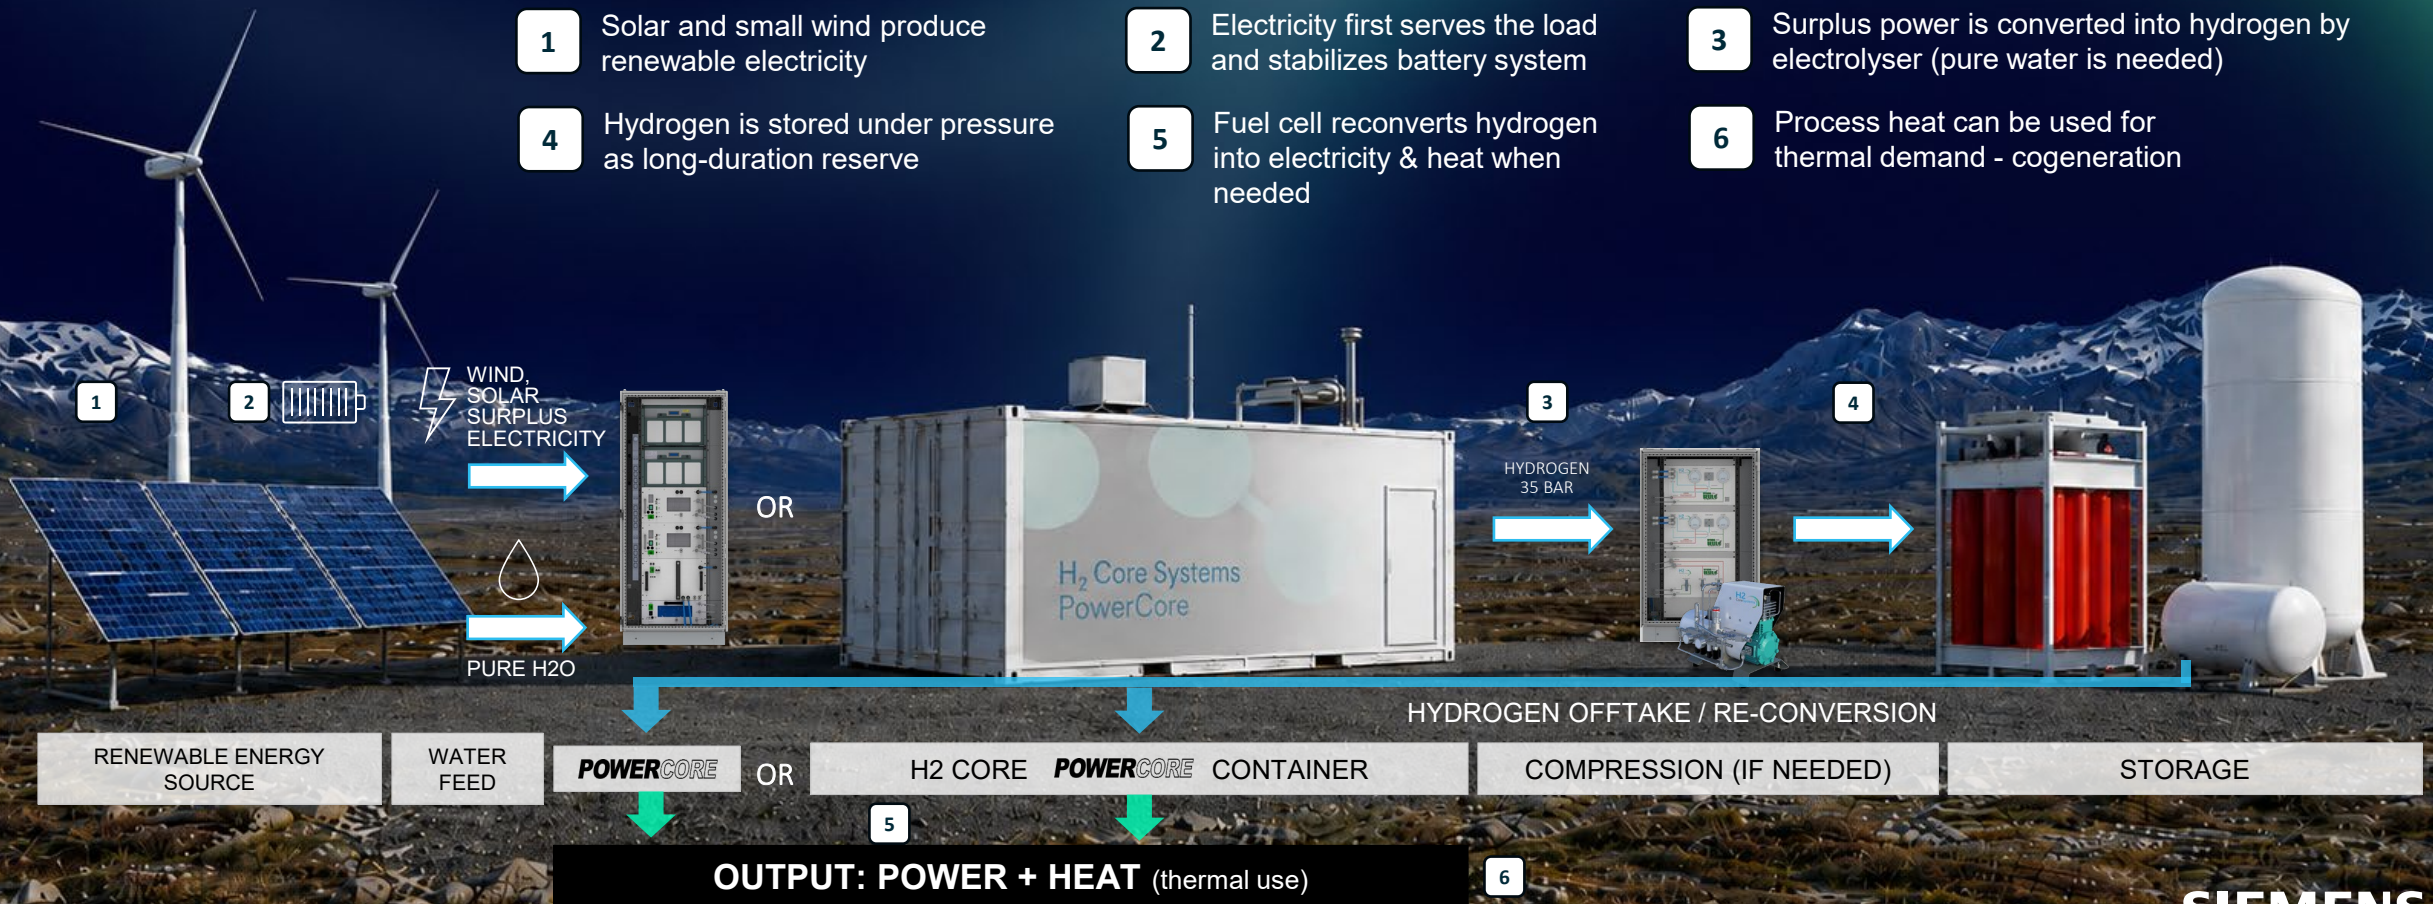 1
Solar and small wind produce
renewable electricity
2
Electricity first serves the load
and stabilizes battery system
3
Surplus power is converted into hydrogen by
electrolyser (pure water is needed)
4
Hydrogen is stored under pressure
as long-duration reserve
5
Fuel cell reconverts hydrogen
into electricity & heat when
needed
6
Process heat can be used for
thermal demand - cogeneration
1
2
WIND,
SOLAR
SURPLUS
ELECTRICITY
PURE H2O
OR
H₂ Core Systems
PowerCore
3
HYDROGEN
35 BAR
H2
4
HYDROGEN OFFTAKE / RE-CONVERSION
RENEWABLE ENERGY
SOURCE
WATER
FEED
POWERCORE
OR
H2 CORE POWERCORE CONTAINER
COMPRESSION (IF NEEDED)
STORAGE
5
OUTPUT: POWER + HEAT (thermal use)
6
SIEMENS